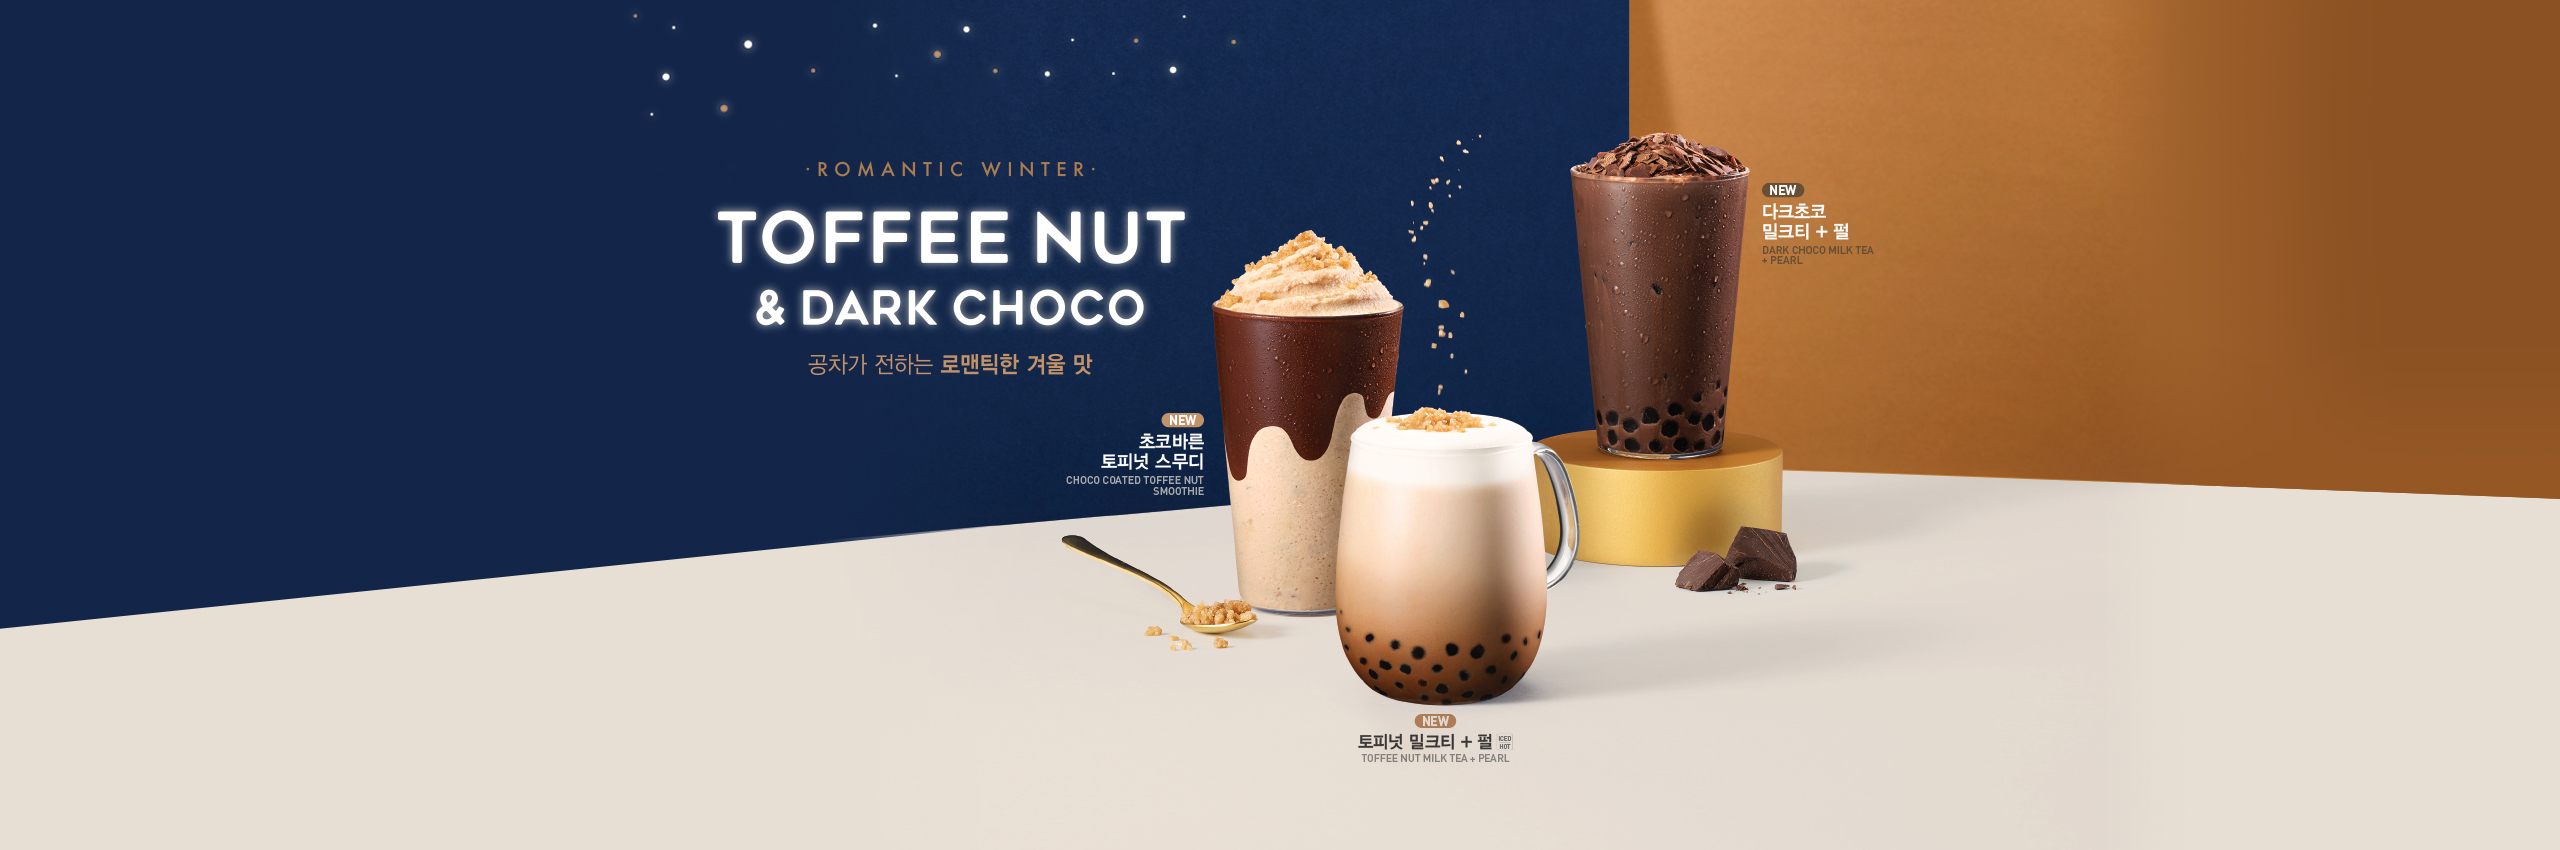 ·ROMANTIC WINTER·
TOFFEE NUT
& DARK CHOCO
공차가 전하는 로맨틱한 겨울 맛
NEW
초코바른
토피넛 스무디
CHOCO COATED TOFFEE NUT
SMOOTHIE
NEW
다크초코
밀크티 + 펄
DARK CHOCO MILK TEA
+ PEARL
NEW
토피넛 밀크티 + 펄 ICED
HOT
TOFFEE NUT MILK TEA + PEARL